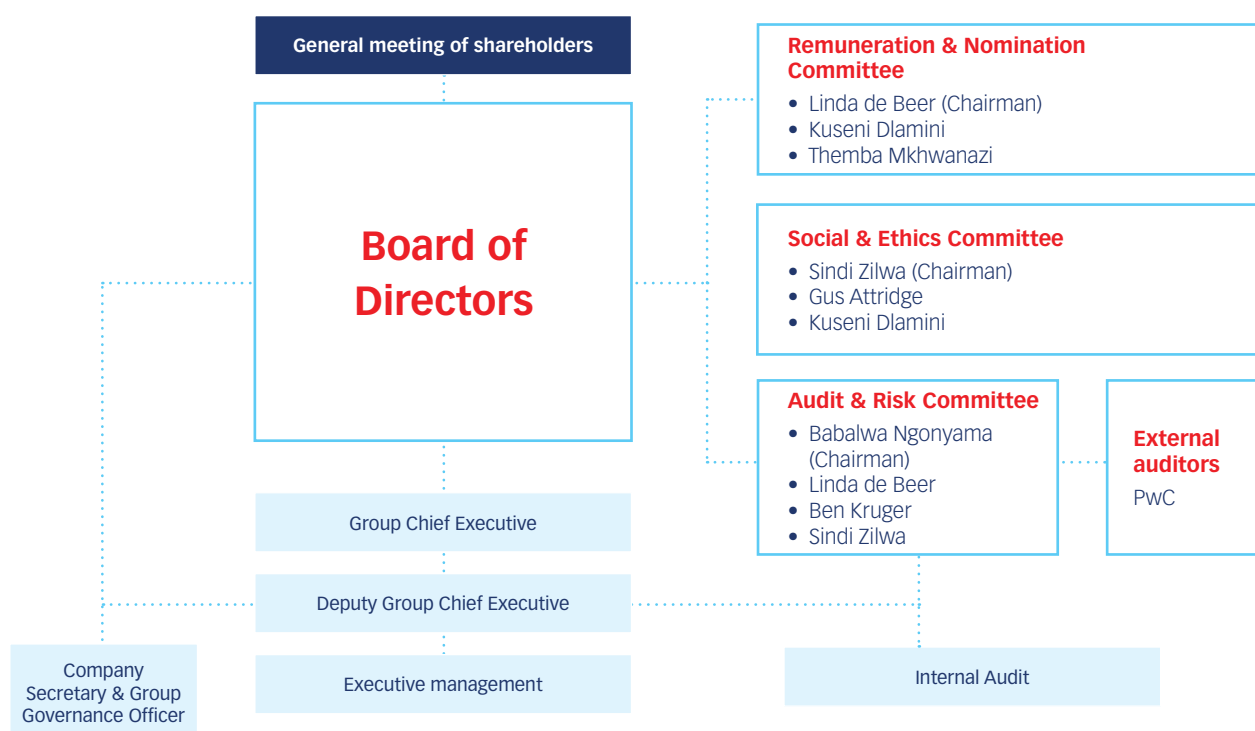 General meeting of shareholders
Board of
Directors
Group Chief Executive
Deputy Group Chief Executive
Executive management
Company
Secretary & Group
Governance Officer
Remuneration & Nomination
Committee
• Linda de Beer (Chairman)
• Kuseni Dlamini
• Themba Mkhwanazi
Social & Ethics Committee
• Sindi Zilwa (Chairman)
• Gus Attridge
• Kuseni Dlamini
Audit & Risk Committee
• Babalwa Ngonyama
(Chairman)
• Linda de Beer
• Ben Kruger
• Sindi Zilwa
External
auditors
PwC
Internal Audit